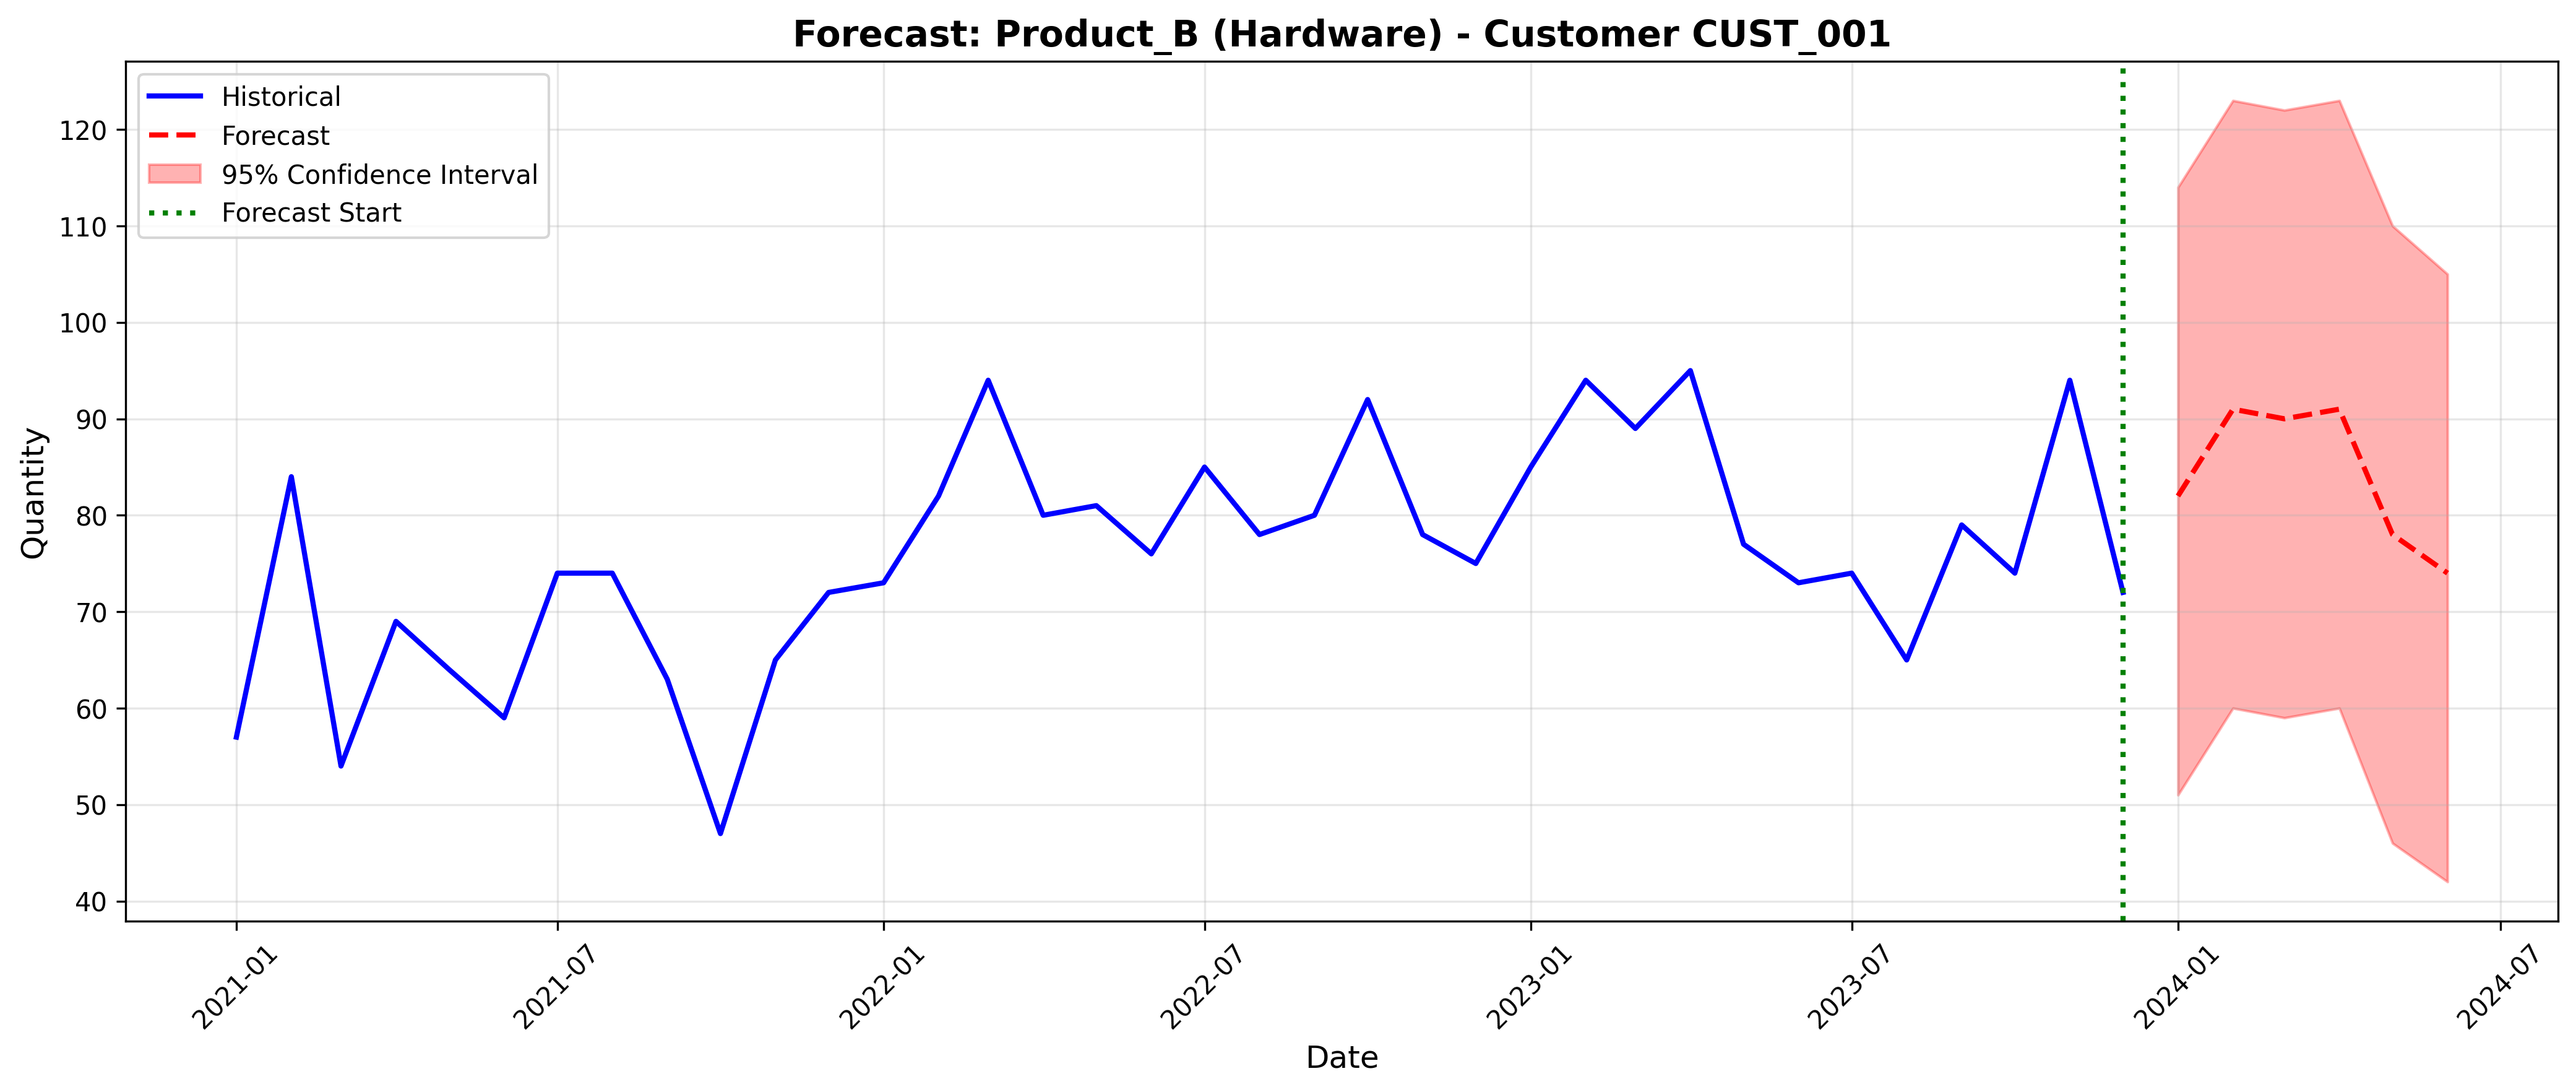 Forecast: Product_B (Hardware) - Customer CUST_001
Historical
Forecast
95% Confidence Interval
Forecast Start
120
110
100
90
80
70
60
50
40
Quantity
2021-01
2021-07
2022-01
2022-07
2023-01
2023-07
2024-01
2024-07
Date